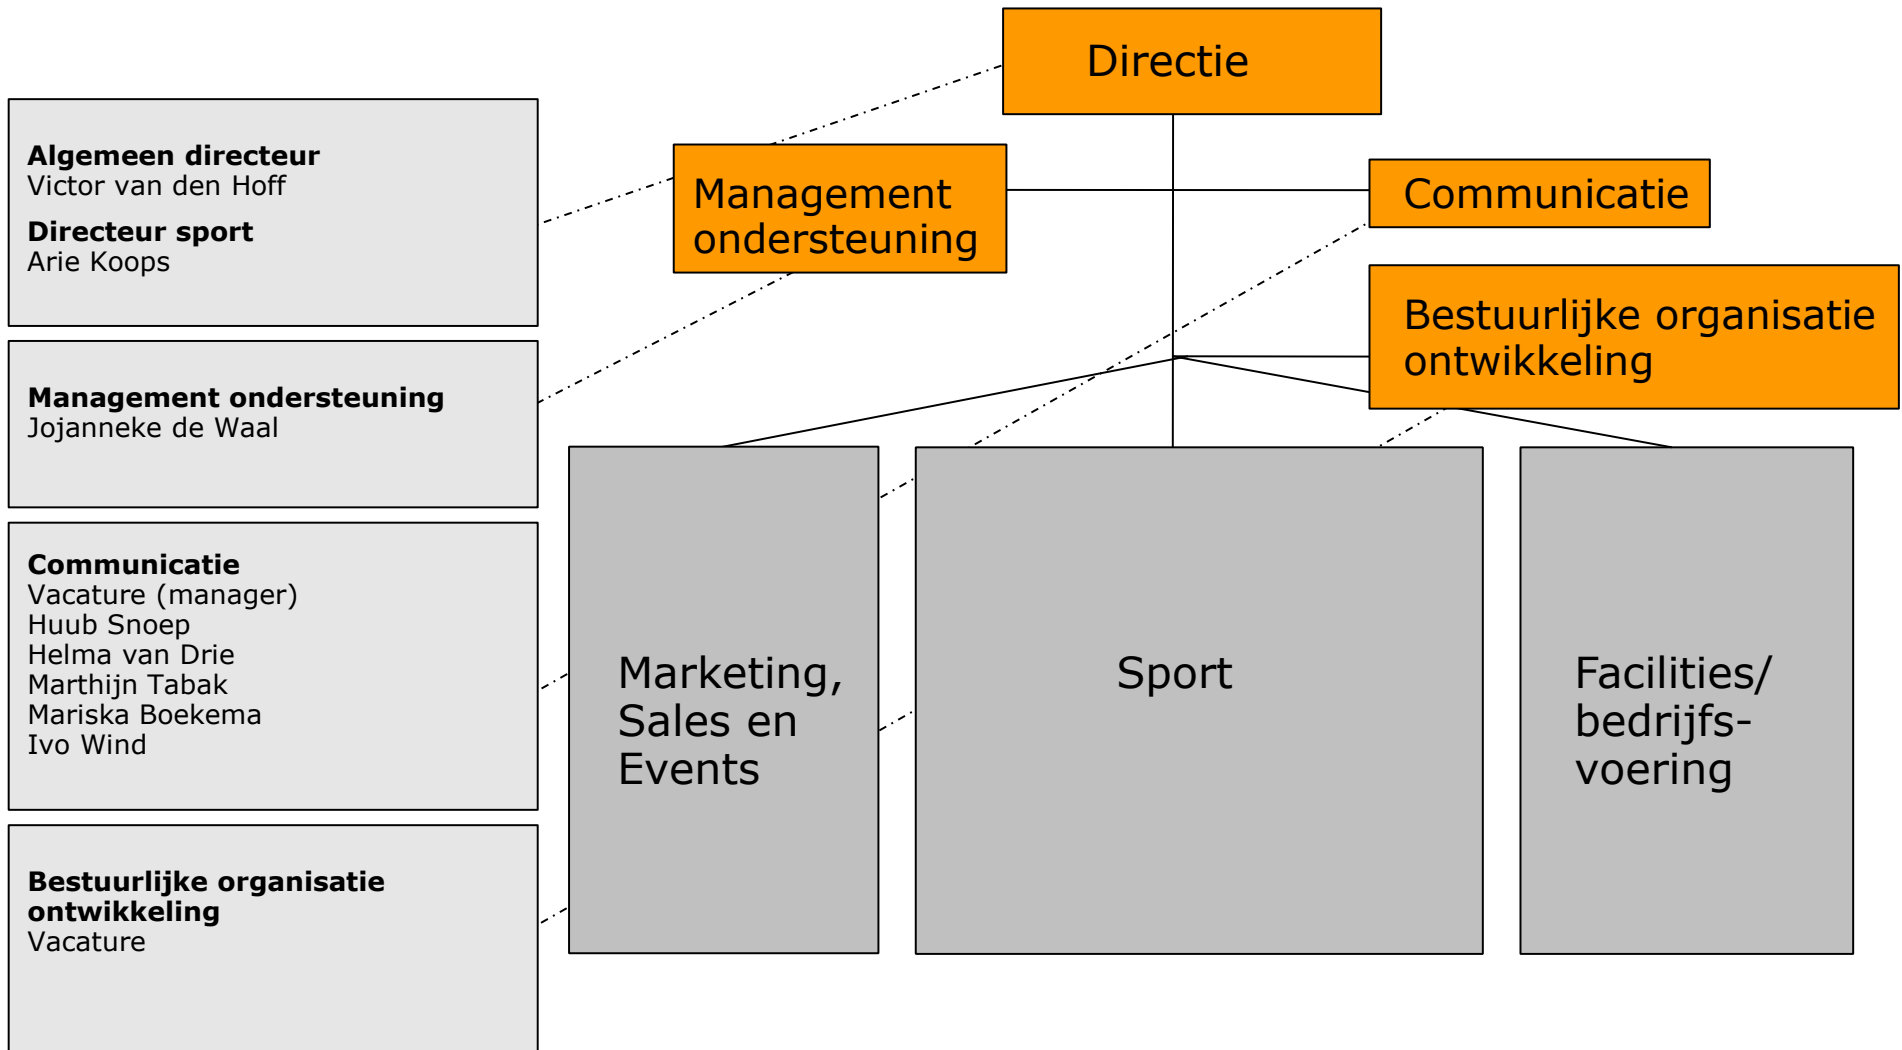 Directie
Management
ondersteuning
Communicatie
Bestuurlijke organisatie
ontwikkeling
Algemeen directeur
Victor van den Hoff
Directeur sport
Arie Koops
Management ondersteuning
Jojanneke de Waal
Communicatie
Vacature (manager)
Huub Snoep
Helma van Drie
Marthijn Tabak
Mariska Boekema
Ivo Wind
Bestuurlijke organisatie
ontwikkeling
Vacature
Marketing,
Sales en
Events
Sport
Facilities/
bedrijfs-
voering